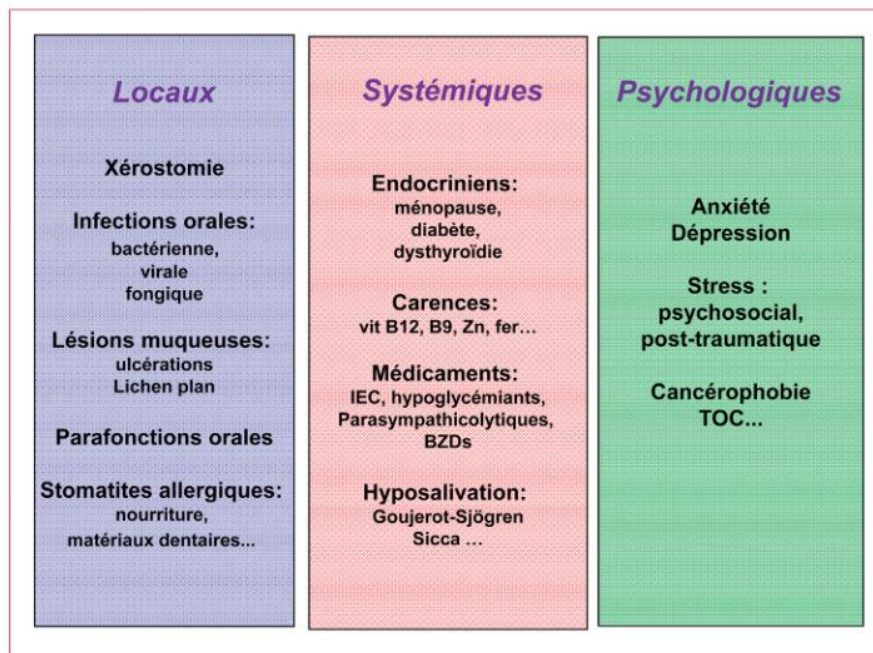 Locaux
Xérostomie
Infections orales:
bactérienne,
virale
fongique
Lésions muqueuses:
ulcérations
Lichen plan
Parafonctions orales
Stomatites allergiques:
nourriture,
matériaux dentaires...
Systémiques
Endocriniens:
ménopause,
diabète,
dysthyroïdie
Carences:
vit B12, B9, Zn, fer…
Médicaments:
IEC, hypoglycémiants,
Parasympathicolytiques,
BZDs
Hyposalivation:
Goujerot-Sjögren
Sicca …
Psychologiques
Anxiété
Dépression
Stress :
psychosocial,
post-traumatique
Cancérophobie
TOC...